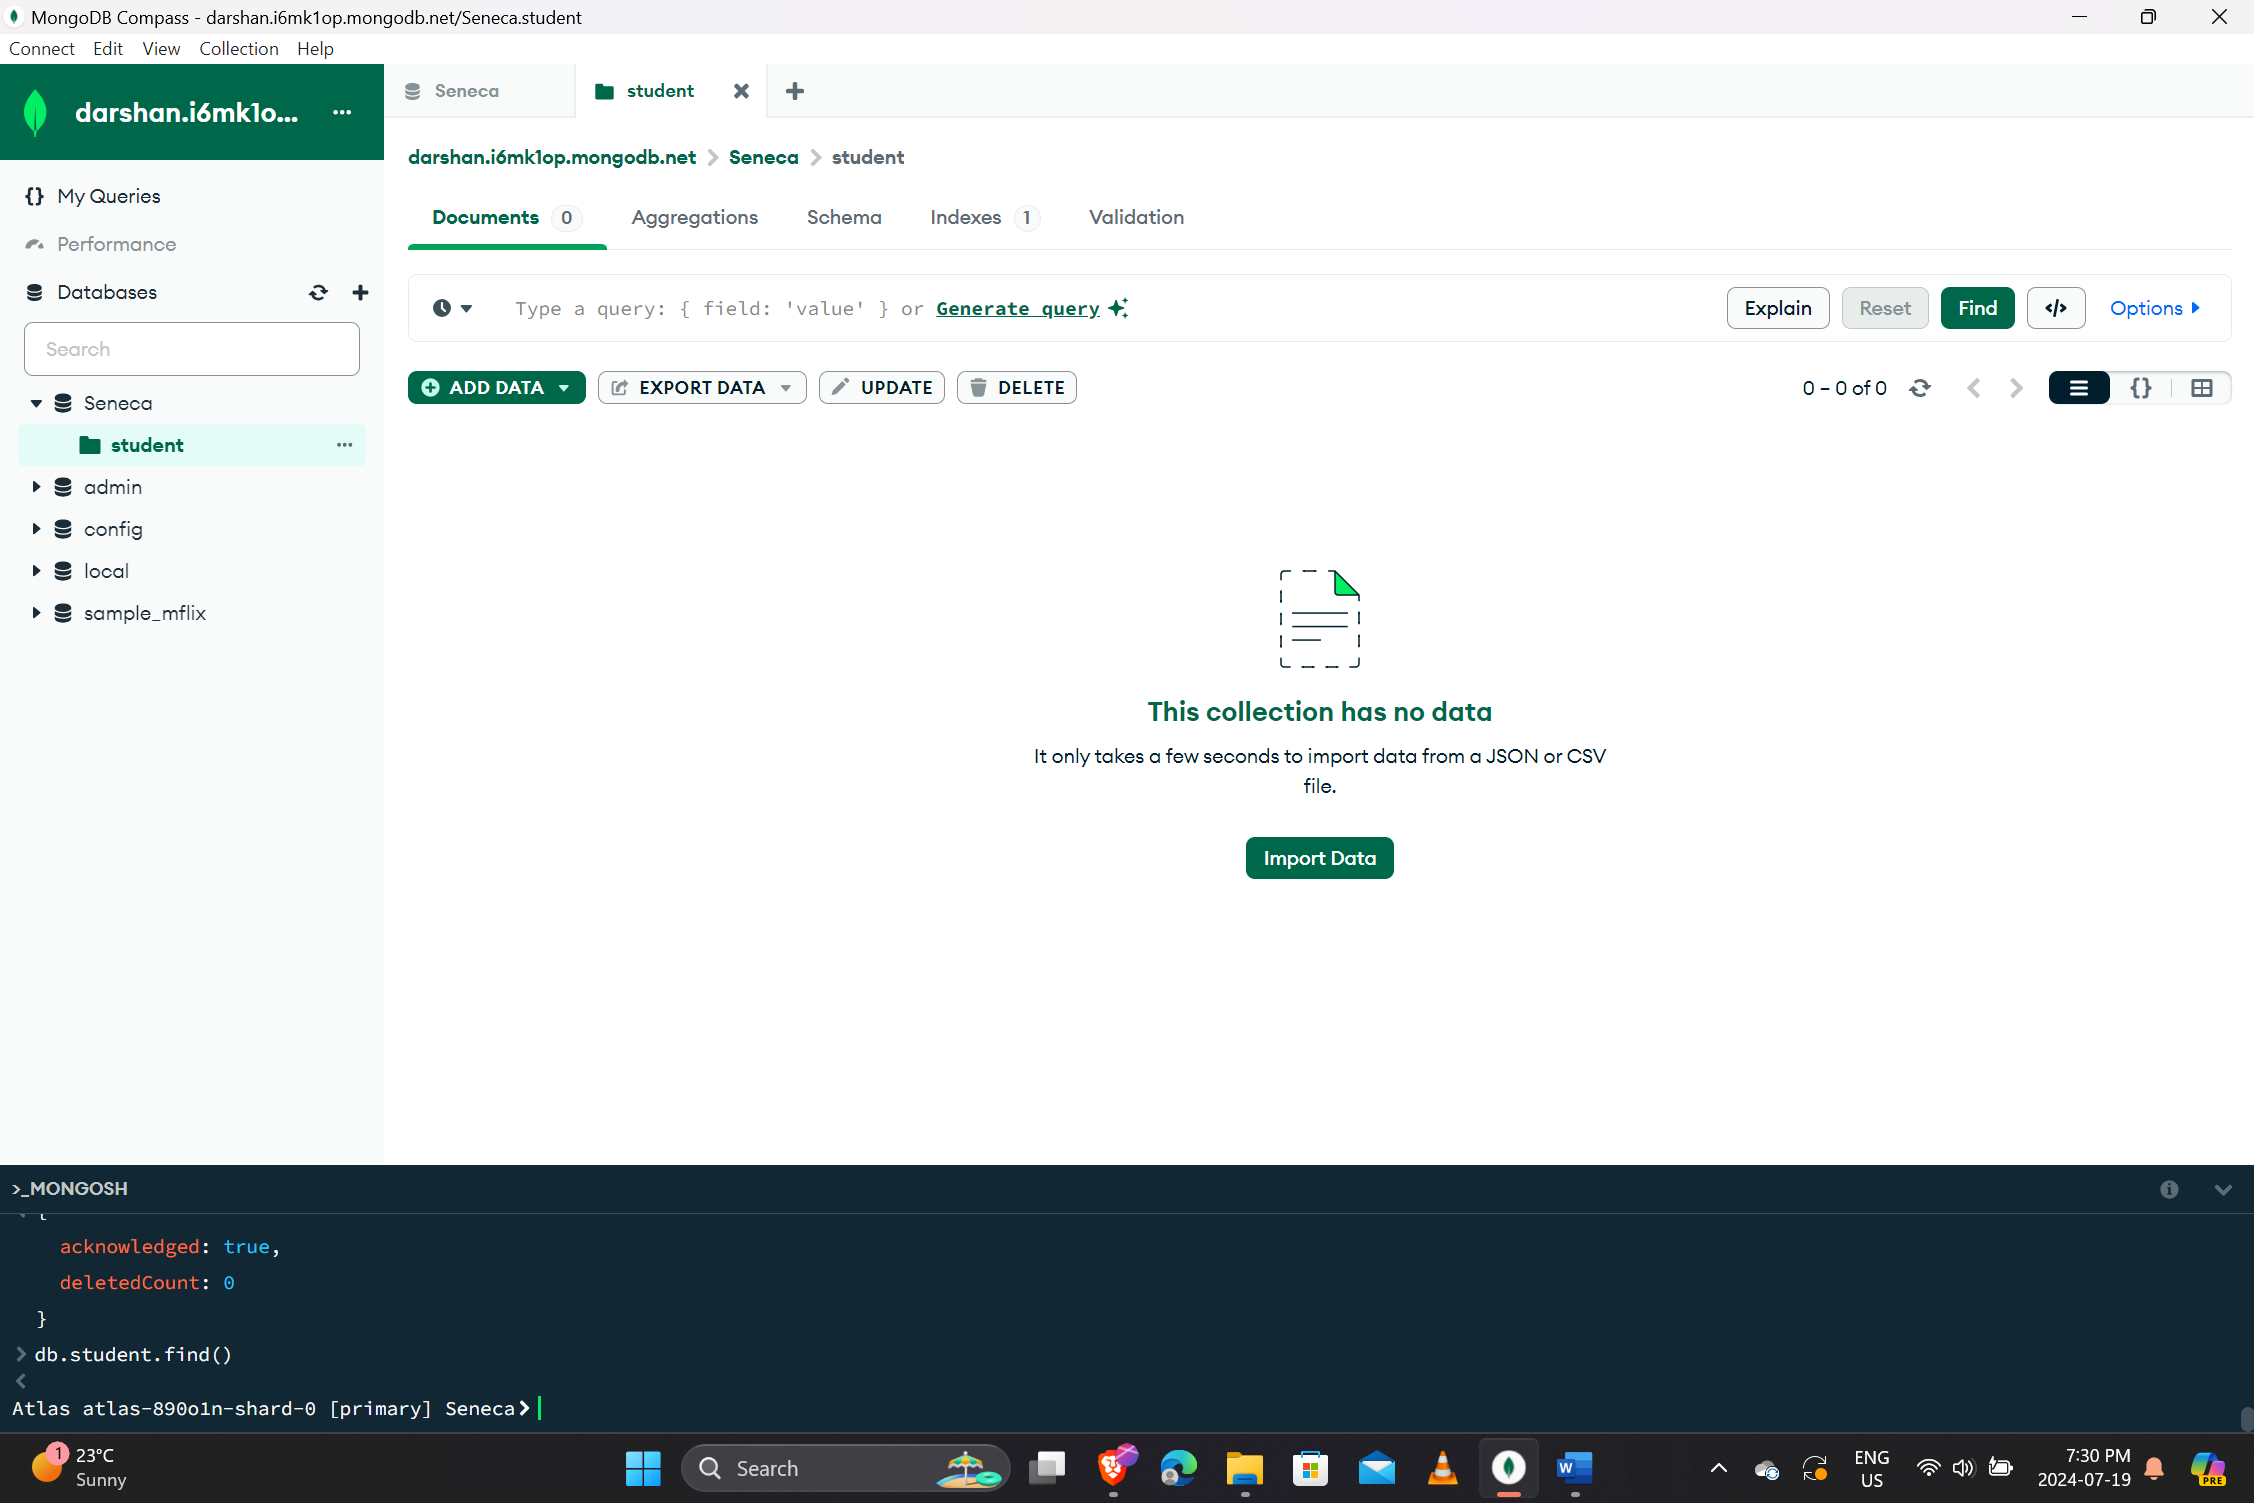 MongoDB Compass - darshan.i6mk1op.mongodb.net/Seneca.student
Connect Edit View Collection Help
darshan.i6mk1o... ...
Seneca
student
darshan.i6mk1op.mongodb.net > Seneca > student
{} My Queries
Performance
Databases
Search
Seneca
student ...
admin
config
local
sample_mflix
Documents 0 Aggregations Schema Indexes 1 Validation
Type a query: { field: 'value' } or Generate query
Explain Reset Find </> Options
ADD DATA EXPORT DATA UPDATE DELETE
0 – 0 of 0
{}
This collection has no data
It only takes a few seconds to import data from a JSON or CSV
file.
Import Data
>_MONGOSH
{
acknowledged: true,
deletedCount: 0
}
> db.student.find()
<
Atlas atlas-890o1n-shard-0 [primary] Seneca>
1
23°C
Sunny
Search
W
ENG
US
7:30 PM
2024-07-19
PRE